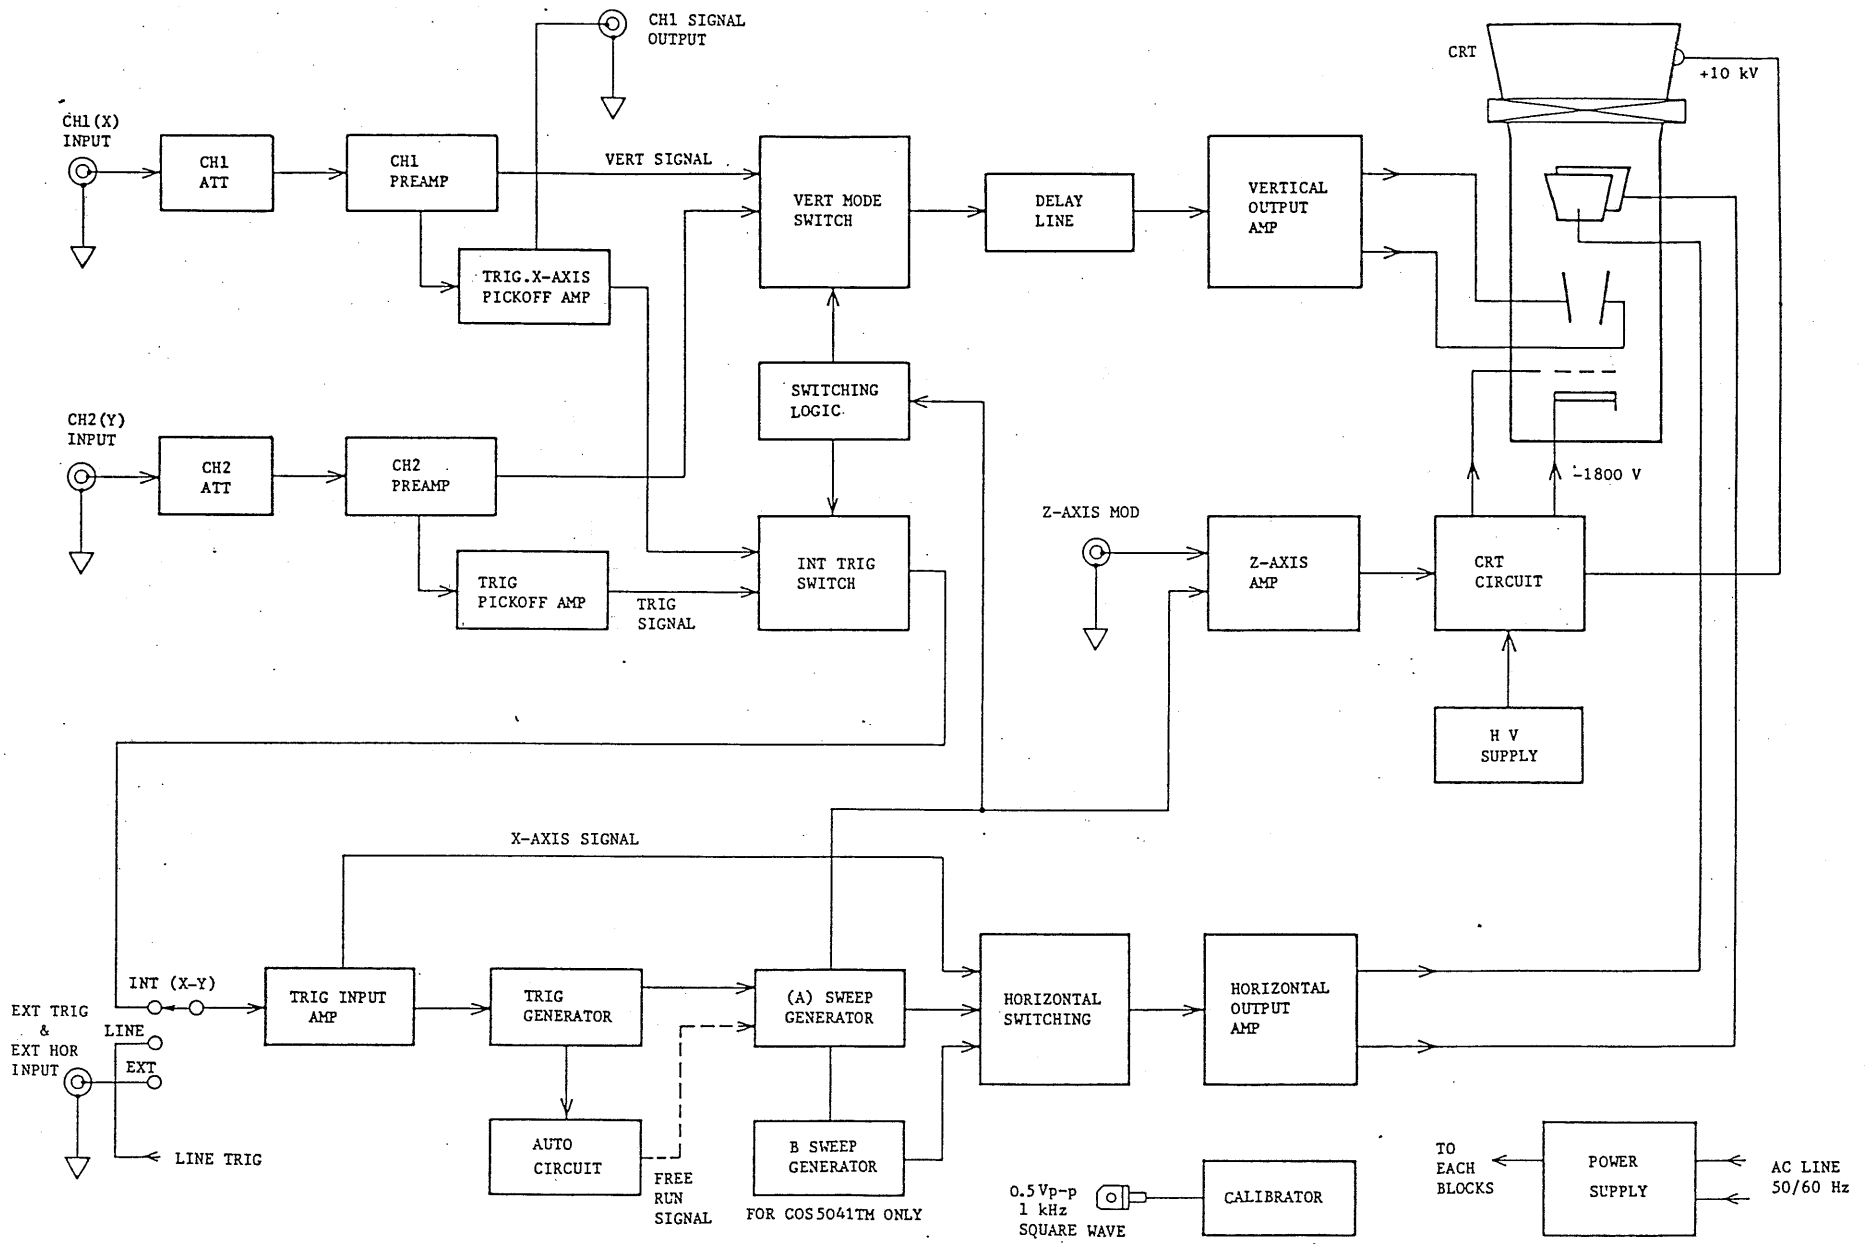 CH1 SIGNAL
OUTPUT
CRT
+10 kV
CH1(X)
INPUT
CH1
ATT
CH1
PREAMP
VERT SIGNAL
VERT MODE
SWITCH
DELAY
LINE
VERTICAL
OUTPUT
AMP
TRIG.X-AXIS
PICKOFF AMP
SWITCHING
LOGIC
CH2(Y)
INPUT
CH2
ATT
CH2
PREAMP
-1800 V
Z-AXIS MOD
INT TRIG
SWITCH
Z-AXIS
AMP
CRT
CIRCUIT
TRIG
PICKOFF AMP
TRIG
SIGNAL
H V
SUPPLY
X-AXIS SIGNAL
INT (X-Y)
EXT TRIG
&
EXT HOR
INPUT
LINE
EXT
LINE TRIG
TRIG INPUT
AMP
TRIG
GENERATOR
(A) SWEEP
GENERATOR
HORIZONTAL
SWITCHING
HORIZONTAL
OUTPUT
AMP
AUTO
CIRCUIT
FREE
RUN
SIGNAL
B SWEEP
GENERATOR
FOR COS5041TM ONLY
0.5Vp-p
1 kHz
SQUARE WAVE
CALIBRATOR
TO
EACH
BLOCKS
POWER
SUPPLY
AC LINE
50/60 Hz